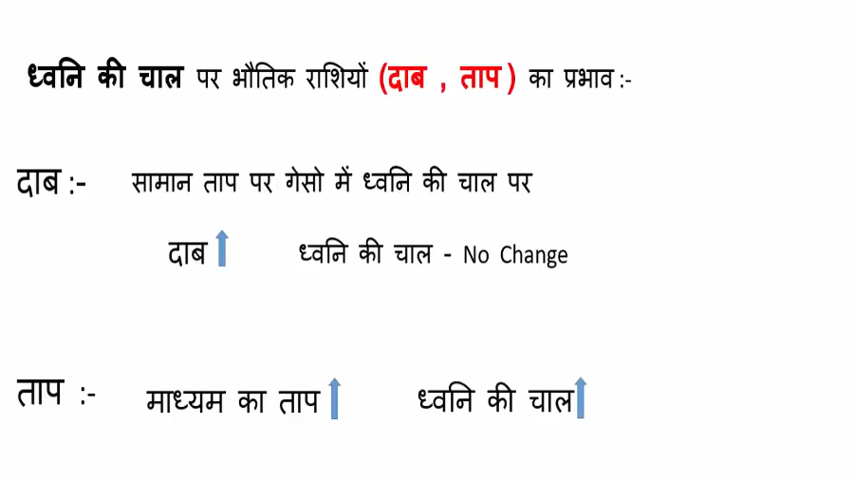 ध्वनि की चाल पर भौतिक राशियों (दाब , ताप ) का प्रभाव :-
दाब :- सामान ताप पर गेसो में ध्वनि की चाल पर
दाब ध्वनि की चाल - No Change
ताप :- माध्यम का ताप ध्वनि की चाल